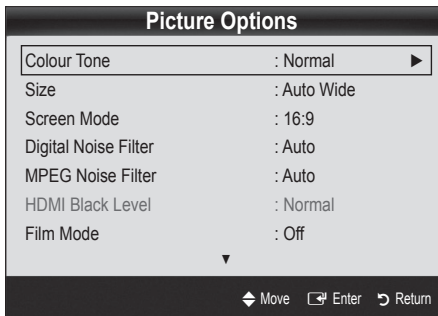 Picture Options
Colour Tone : Normal ►
Size : Auto Wide
Screen Mode : 16:9
Digital Noise Filter : Auto
MPEG Noise Filter : Auto
HDMI Black Level : Normal
Film Mode : Off
▼
Move Enter Return